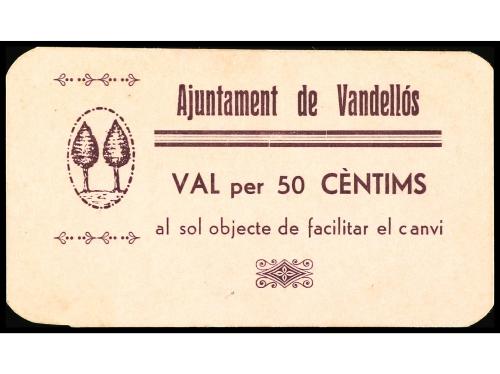 Ajuntament de Vandellós
VAL per 50 CÈNTIMS
al sol objecte de facilitar el canvi